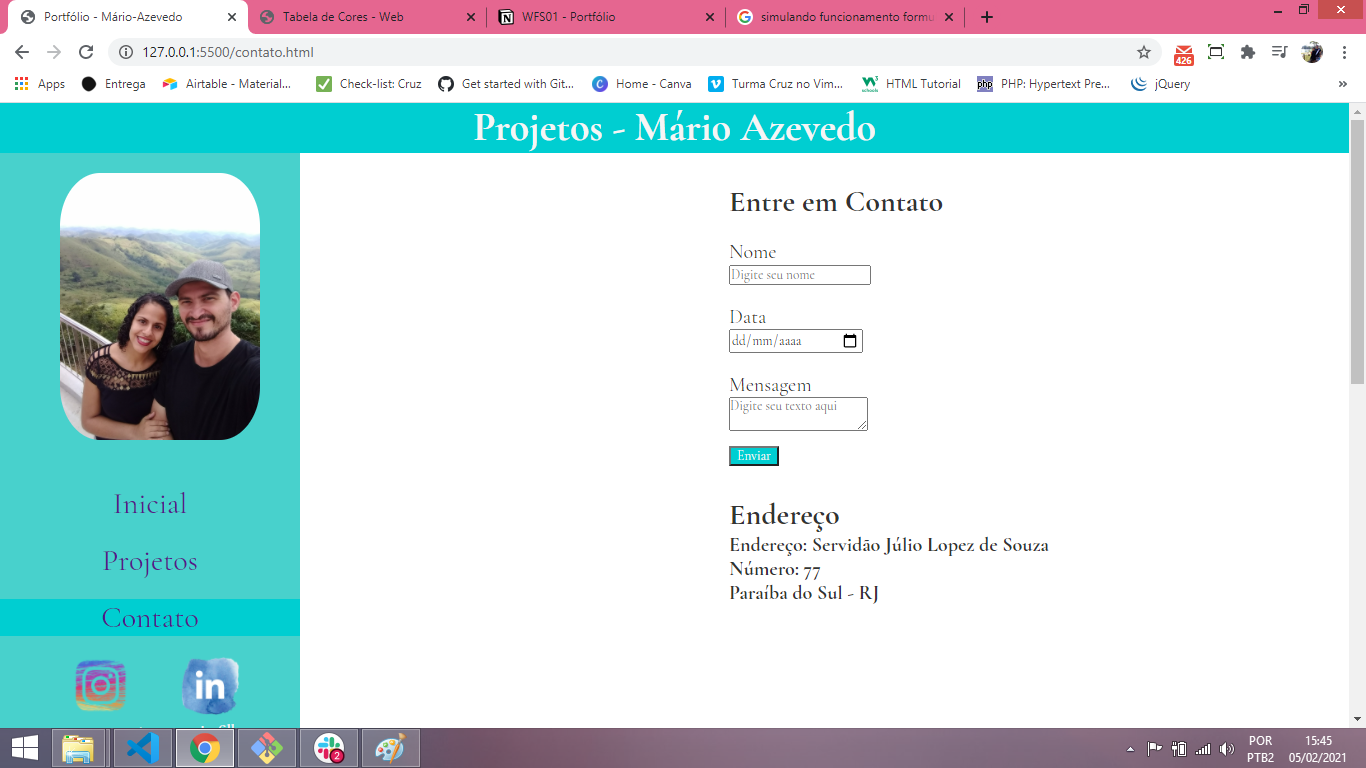 Portfólio - Mário-Azevedo
Tabela de Cores - Web
WFS01 - Portfólio
simulando funcionamento formu
127.0.0.1:5500/contato.html
426
Apps
Entrega
Airtable - Material...
Check-list: Cruz
Get started with Git...
Home - Canva
Turma Cruz no Vim...
HTML Tutorial
PHP: Hypertext Pre...
jQuery
»
Projetos - Mário Azevedo
Inicial
Projetos
Contato
in
Entre em Contato
Nome
Digite seu nome
Data
dd/mm/aaaa
Mensagem
Digite seu texto aqui
Enviar
Endereço
Endereço: Servidão Júlio Lopez de Souza
Número: 77
Paraíba do Sul - RJ
2
POR
PTB2
15:45
05/02/2021